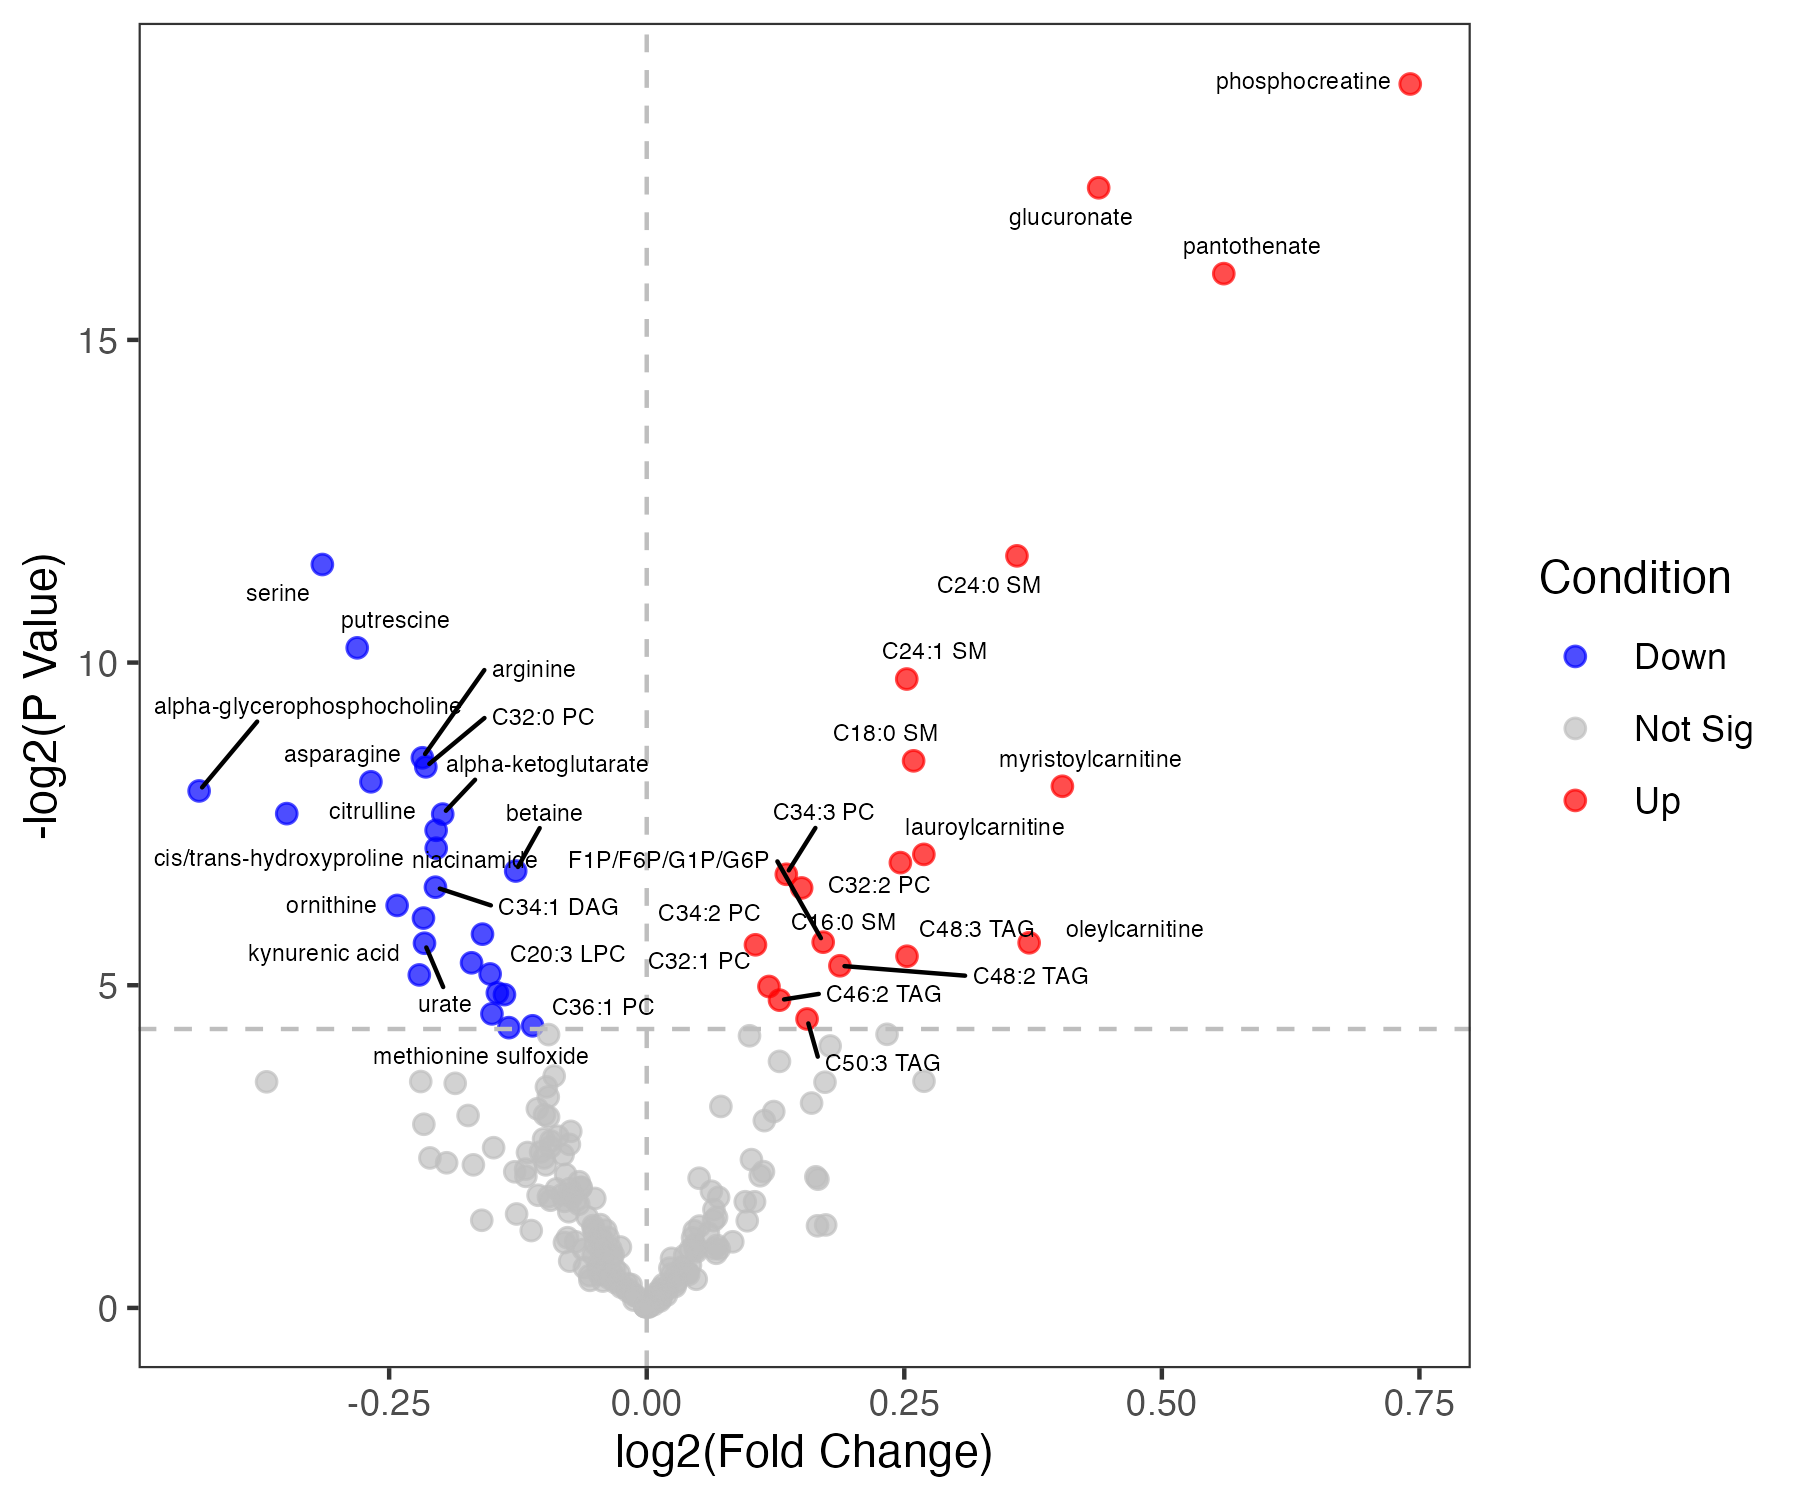 phosphocreatine
glucuronate
pantothenate
15
C24:0 SM
serine
putrescine
C24:1 SM
10
arginine
alpha-glycerophosphocholine
C32:0 PC
C18:0 SM
asparagine
alpha-ketoglutarate
myristoylcarnitine
citrulline
betaine
C34:3 PC
lauroylcarnitine
cis/trans-hydroxyproline
niacinamide
F1P/F6P/G1P/G6P
C32:2 PC
ornithine
C34:1 DAG
C34:2 PC
C16:0 SM
C48:3 TAG
oleylcarnitine
kynurenic acid
C20:3 LPC
C32:1 PC
C48:2 TAG
5
urate
C36:1 PC
C46:2 TAG
methionine sulfoxide
C50:3 TAG
0
-log2(P Value)
-0.25
0.00
0.25
0.50
0.75
log2(Fold Change)
Condition
Down
Not Sig
Up